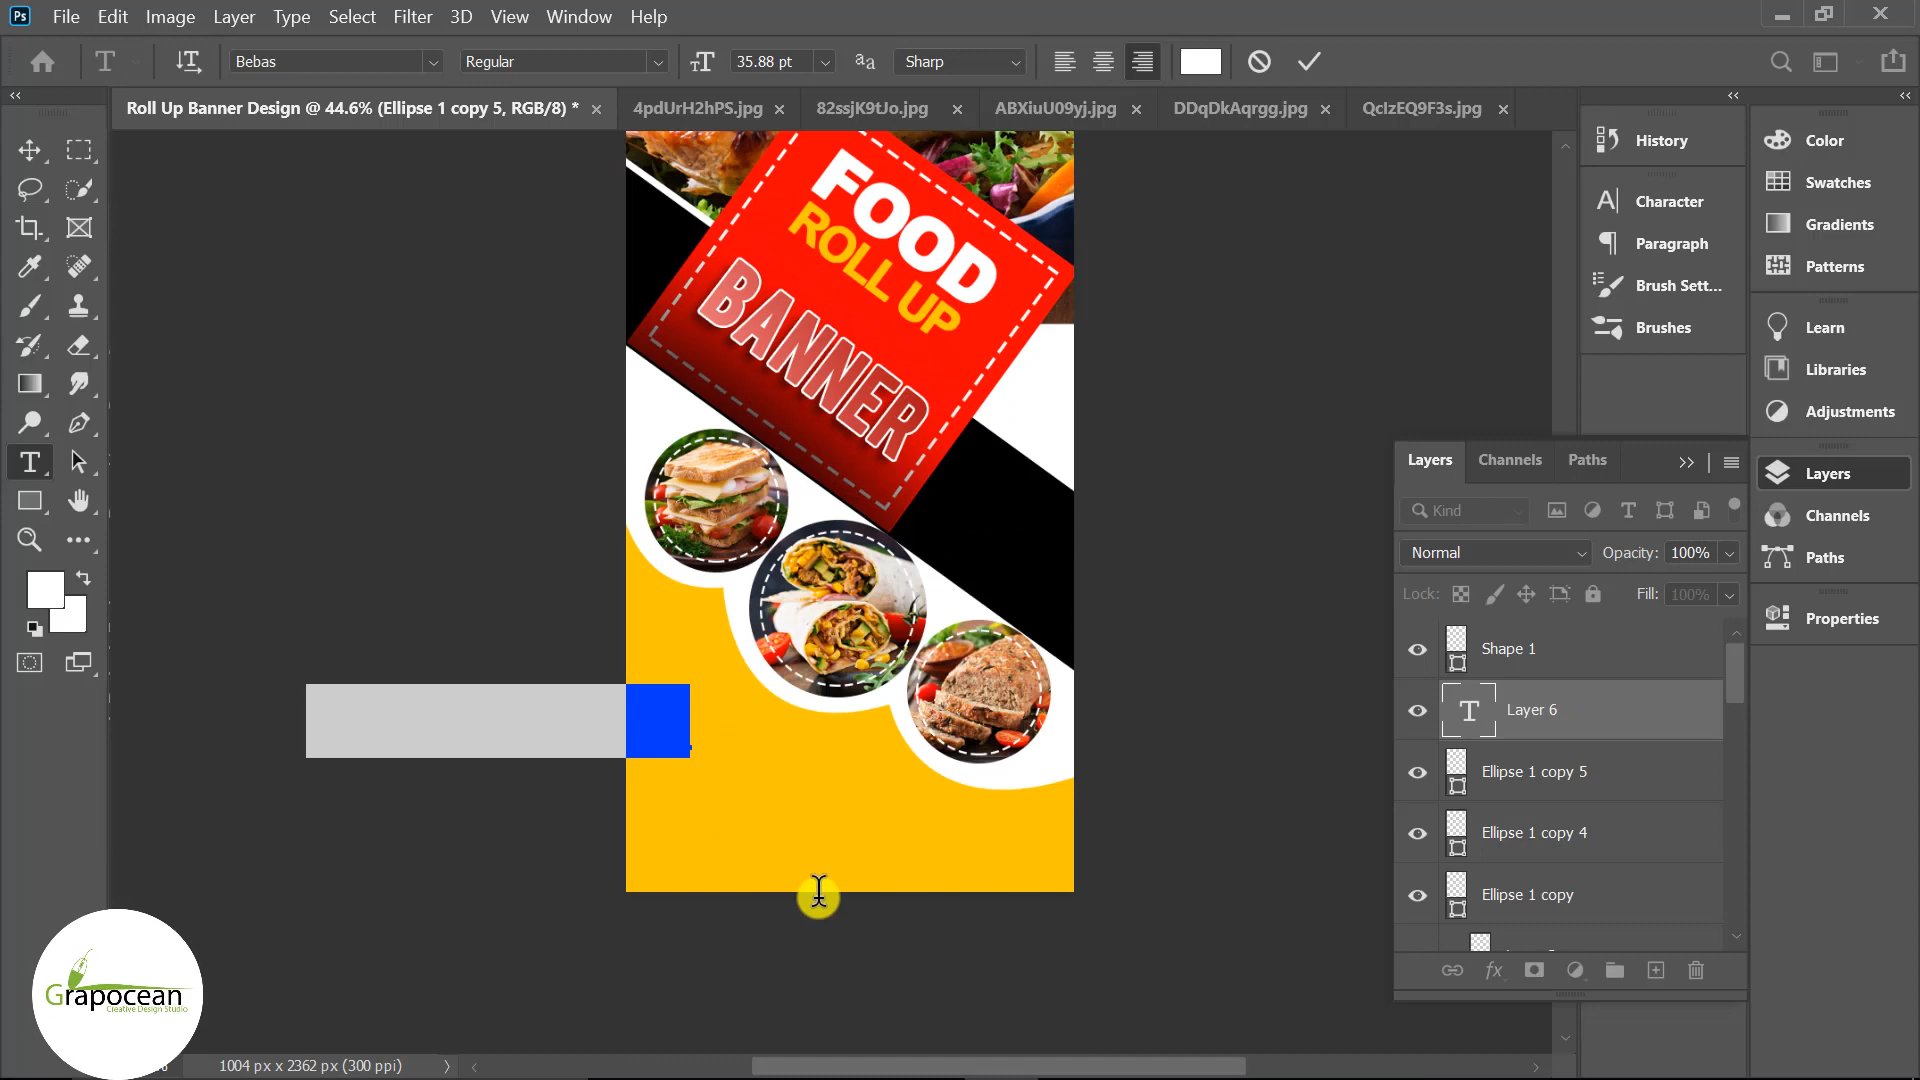 Ps File Edit Image Layer Type Select Filter 3D View Window Help
T Bebas Regular 35.88 pt aa Sharp
Roll Up Banner Design @ 44.6% (Ellipse 1 copy 5, RGB/8) * 4pdUrH2hPS.jpg 82ssjK9tJo.jpg ABXiuU09yj.jpg DDqDkAqrgg.jpg QcIzEQ9F3s.jpg
History
Character
Paragraph
Brush Sett...
Brushes
Color
Swatches
Gradients
Patterns
Learn
Libraries
Adjustments
Layers
Channels
Paths
Properties
FOOD
ROLL UP
BANNER
Layers Channels Paths
Kind
Normal Opacity: 100%
Lock: Fill: 100%
Shape 1
T Layer 6
Ellipse 1 copy 5
Ellipse 1 copy 4
Ellipse 1 copy
fx
Grapocean
Creative Design Studio
1004 px x 2362 px (300 ppi)